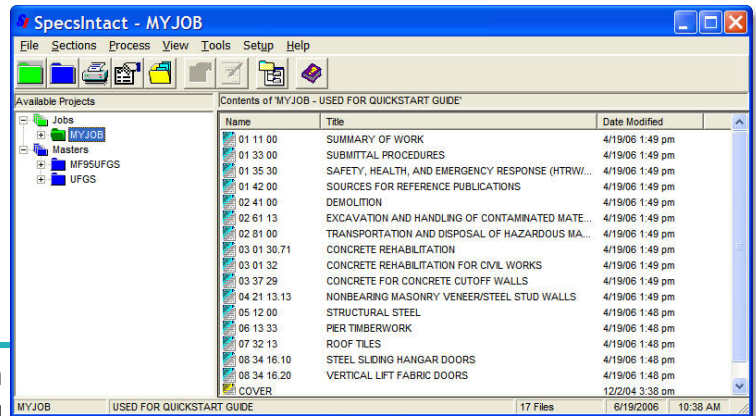 SpecsIntact - MYJOB
File Sections Process View Tools Setup Help
Available Projects
Contents of 'MYJOB - USED FOR QUICKSTART GUIDE'
Jobs
MYJOB
Masters
MF95UFGS
UFGS
Name Title Date Modified
01 11 00 SUMMARY OF WORK 4/19/06 1:49 pm
01 33 00 SUBMITTAL PROCEDURES 4/19/06 1:49 pm
01 35 30 SAFETY, HEALTH, AND EMERGENCY RESPONSE (HTRW/... 4/19/06 1:49 pm
01 42 00 SOURCES FOR REFERENCE PUBLICATIONS 4/19/06 1:49 pm
02 41 00 DEMOLITION 4/19/06 1:49 pm
02 61 13 EXCAVATION AND HANDLING OF CONTAMINATED MATE... 4/19/06 1:49 pm
02 81 00 TRANSPORTATION AND DISPOSAL OF HAZARDOUS MA... 4/19/06 1:49 pm
03 01 30.71 CONCRETE REHABILITATION 4/19/06 1:49 pm
03 01 32 CONCRETE REHABILITATION FOR CIVIL WORKS 4/19/06 1:49 pm
03 37 29 CONCRETE FOR CONCRETE CUTOFF WALLS 4/19/06 1:49 pm
04 21 13.13 NONBEARING MASONRY VENEER/STEEL STUD WALLS 4/19/06 1:49 pm
05 12 00 STRUCTURAL STEEL 4/19/06 1:48 pm
06 13 33 PIER TIMBERWORK 4/19/06 1:48 pm
07 32 13 ROOF TILES 4/19/06 1:48 pm
08 34 16.10 STEEL SLIDING HANGAR DOORS 4/19/06 1:48 pm
08 34 16.20 VERTICAL LIFT FABRIC DOORS 4/19/06 1:48 pm
COVER 12/2/04 3:38 pm
MYJOB USED FOR QUICKSTART GUIDE 17 Files 6/19/2006 10:38 AM